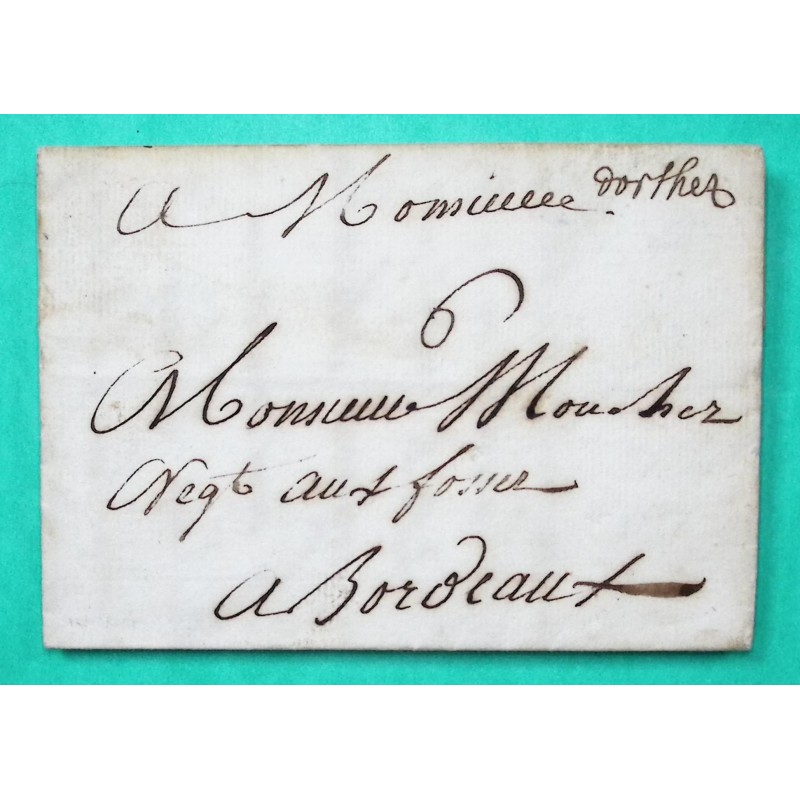 A Monsieur dorthez
6
Monsieur Moucher
Negt aux fossez
A Bordeaux